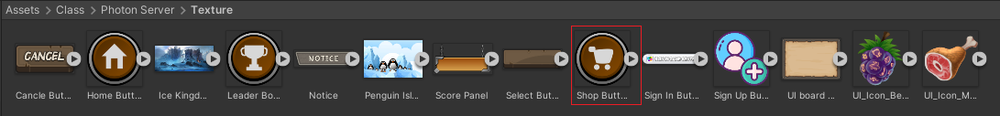 Assets > Class > Photon Server > Texture
CANCEL
NOTICE
Cancle But...
Home Butt...
Ice Kingd...
Leader Bo...
Notice
Penguin Isl...
Score Panel
Select But...
Shop Butt...
Sign In But...
Sign Up Bu...
UI board ...
UI_Icon_Be...
UI_Icon_M...